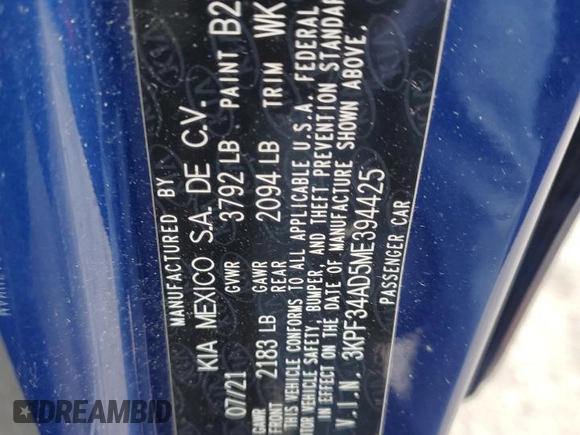 MANUFACTURED BY
KIA MEXICO S.A. DE C.V.
07/21 GVWR 3792 LB PAINT B2
GAWR 2183 LB GAWR REAR 2094 LB TRIM WK
THIS VEHICLE CONFORMS TO ALL APPLICABLE U.S.A. FEDERAL
MOTOR VEHICLE SAFETY, BUMPER, AND THEFT PREVENTION STANDAR
IN EFFECT ON THE DATE OF MANUFACTURE SHOWN ABOVE.
V.I.N. 3KPF34AD5ME394425
PASSENGER CAR
DREAMBID